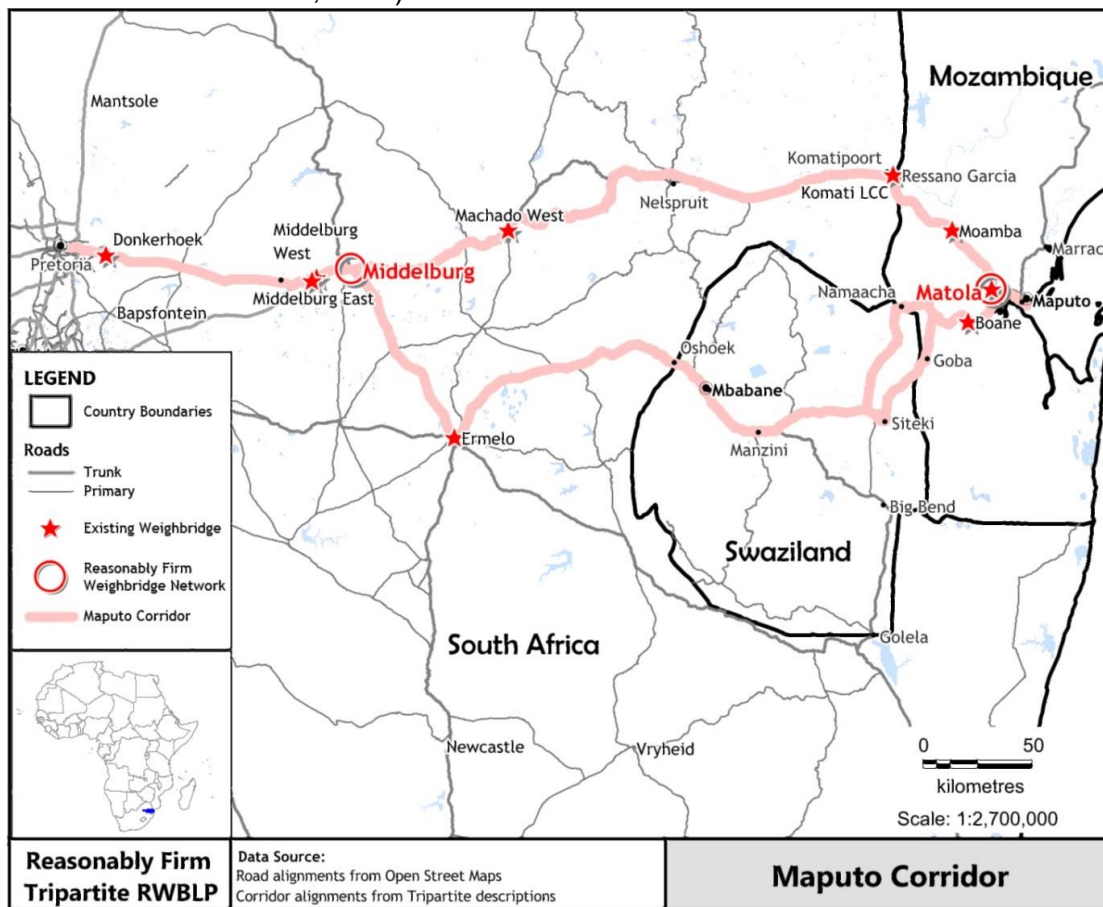 Mozambique
Mantsole
Komatipoort
Ressano Garcia
Komati LCC
Nelspruit
Machado West
Middelburg
West
Donkerhoek
Moamba
Marrac
Pretoria
Middelburg
Middelburg East
Namaacha
Matola
Maputo
Bapsfontein
Boane
Oshoek
Goba
LEGEND
Country Boundaries
Mbabane
Siteki
Ermelo
Manzini
Roads
Trunk
Primary
Big Bend
Existing Weighbridge
Swaziland
Reasonably Firm
Weighbridge Network
Maputo Corridor
South Africa
Golela
Newcastle
Vryheid
0 50
kilometres
Scale: 1:2,700,000
Reasonably Firm
Tripartite RWBLP
Data Source:
Road alignments from Open Street Maps
Corridor alignments from Tripartite descriptions
Maputo Corridor